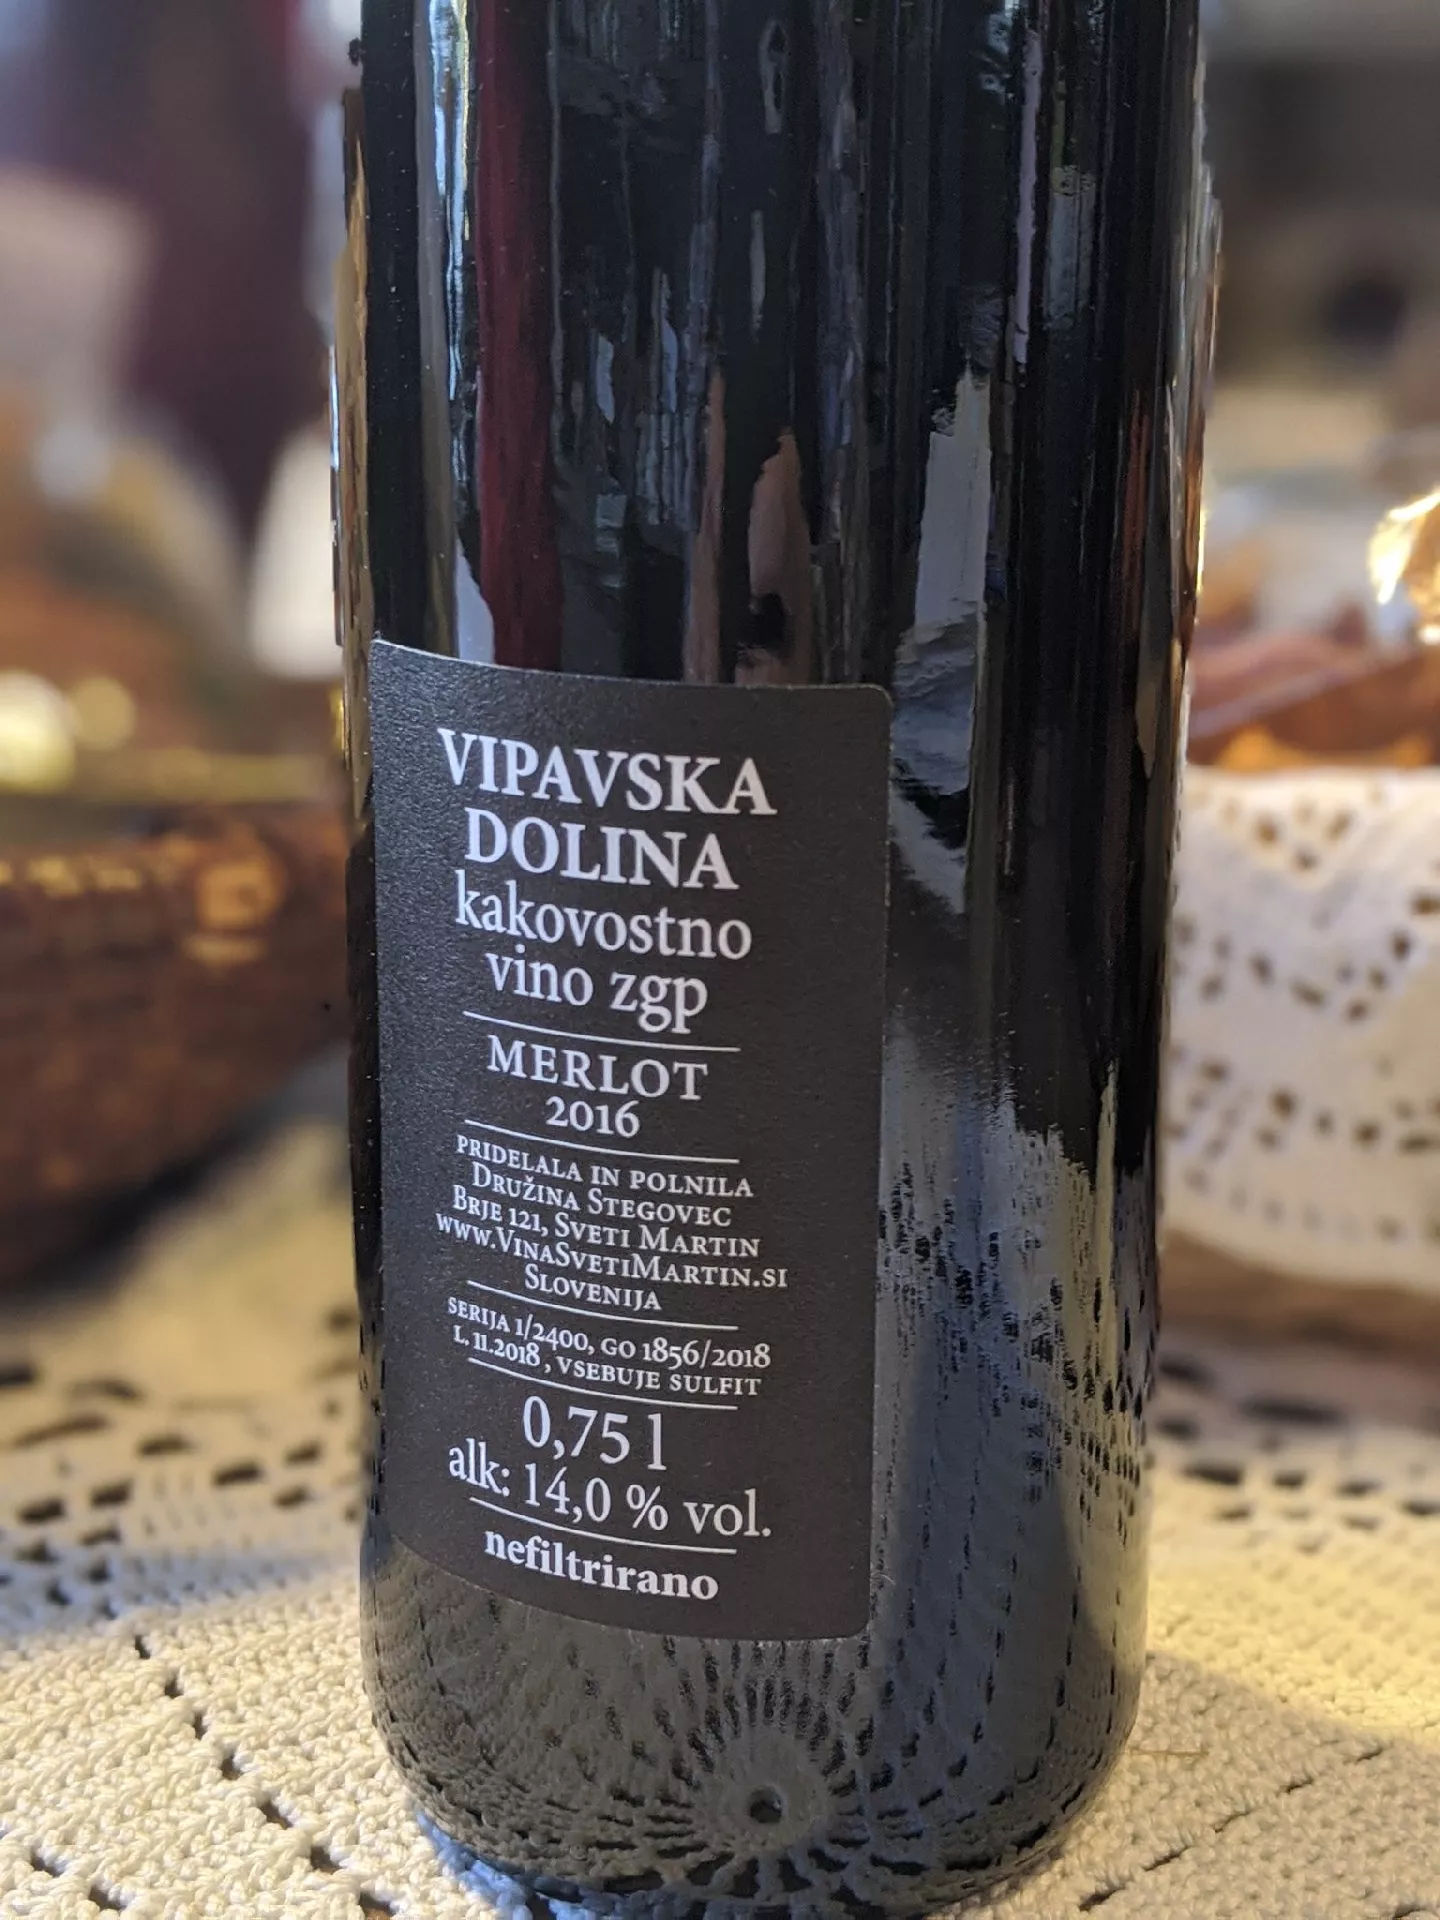 VIPAVSKA
DOLINA
kakovostno
vino zgp
MERLOT
2016
PRIDELALA IN POLNILA
DRUŽINA STEGOVEC
BRJE 121, SVETI MARTIN
WWW.VINASVETIMARTIN.SI
SLOVENIJA
SERIJA 1/2400, GO 1856/2018
L. 11.2018, VSEBUJE SULFIT
0,75 l
alk: 14,0 % vol.
nefiltrirano